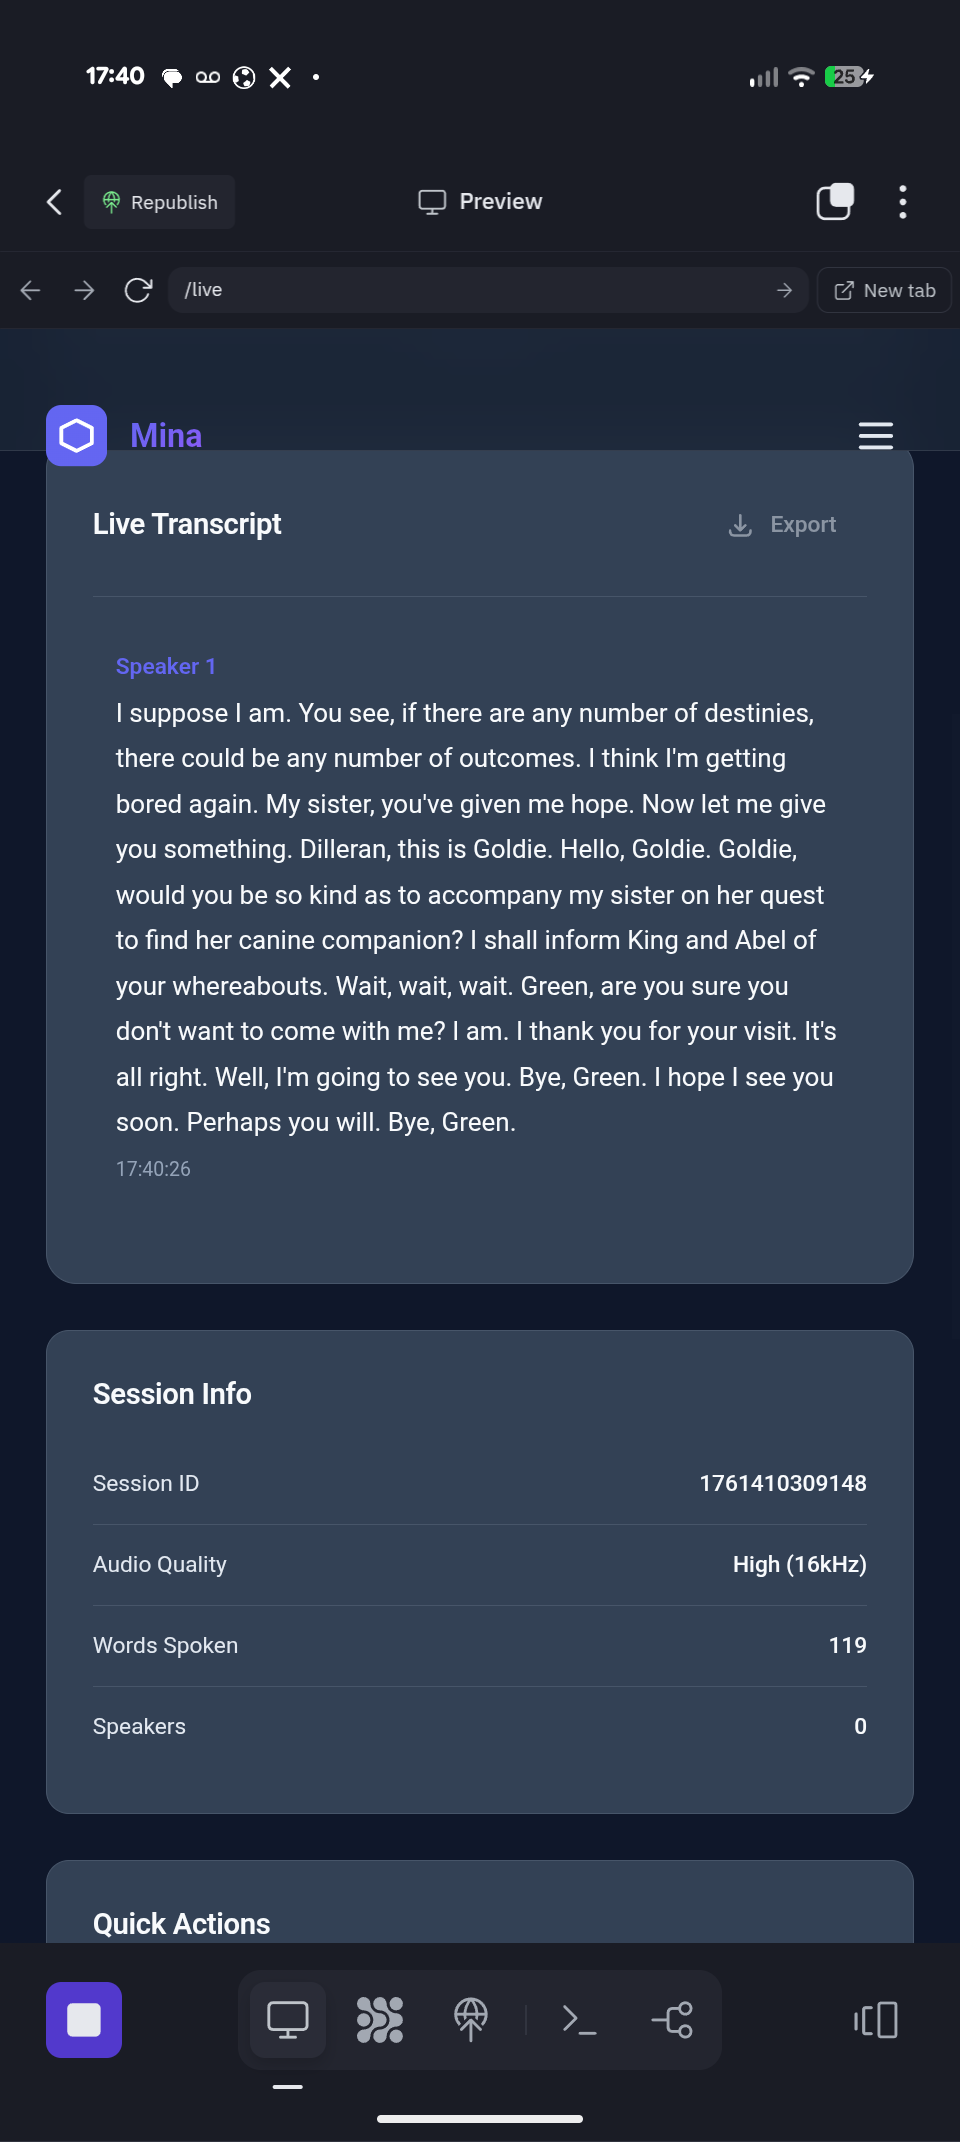 17:40
25
Republish
Preview
/live
New tab
Mina
Live Transcript
Export
Speaker 1
I suppose I am. You see, if there are any number of destinies,
there could be any number of outcomes. I think I'm getting
bored again. My sister, you've given me hope. Now let me give
you something. Dilleran, this is Goldie. Hello, Goldie. Goldie,
would you be so kind as to accompany my sister on her quest
to find her canine companion? I shall inform King and Abel of
your whereabouts. Wait, wait, wait. Green, are you sure you
don't want to come with me? I am. I thank you for your visit. It's
all right. Well, I'm going to see you. Bye, Green. I hope I see you
soon. Perhaps you will. Bye, Green.
17:40:26
Session Info
Session ID 1761410309148
Audio Quality High (16kHz)
Words Spoken 119
Speakers 0
Quick Actions